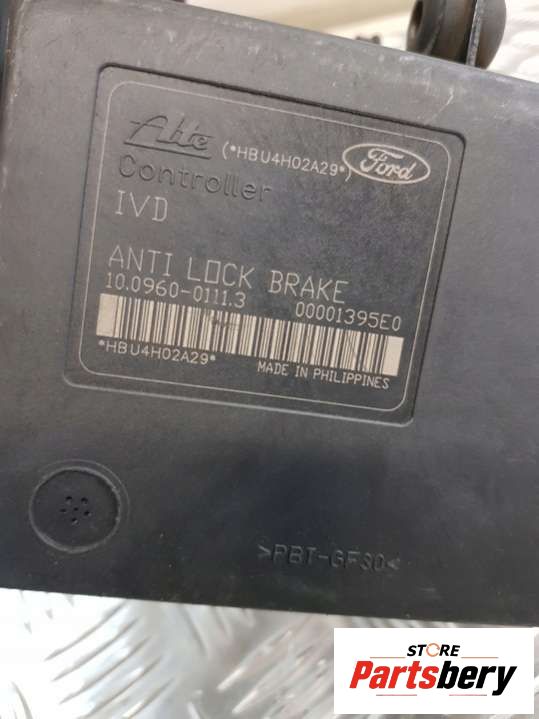 Ate
(*HBU4H02A29*)
Ford
Controller
IVD
ANTI LOCK BRAKE
10.0960-0111.3
00001395E0
*HBU4H02A29*
MADE IN PHILIPPINES
>PBT-GF30<
STORE
Partsbery